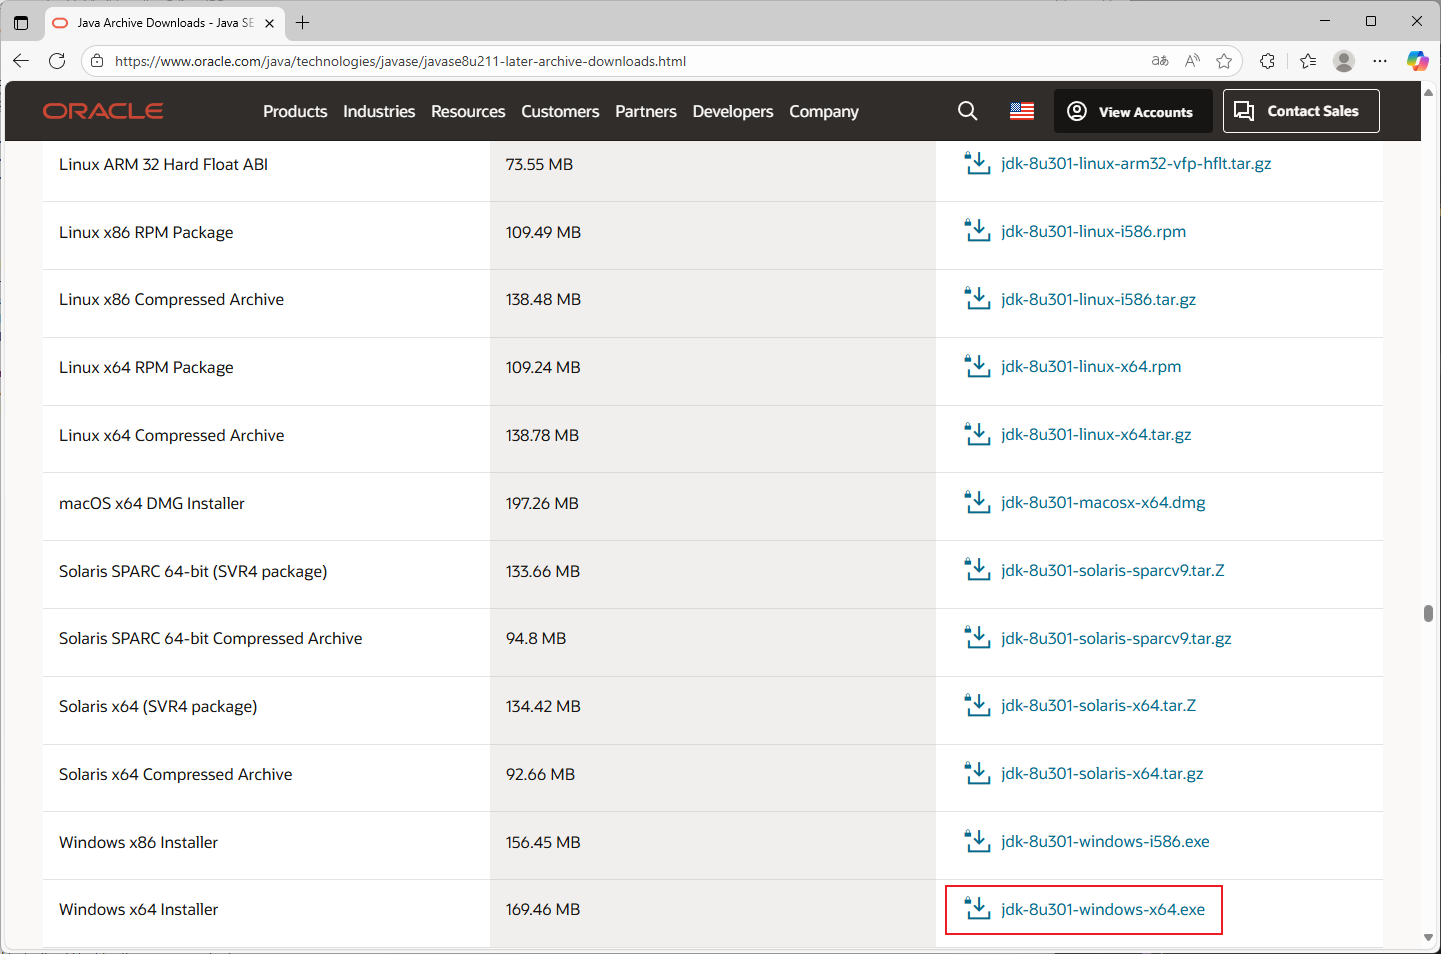 Java Archive Downloads - Java SE
https://www.oracle.com/java/technologies/javase/javase8u211-later-archive-downloads.html
ORACLE Products Industries Resources Customers Partners Developers Company View Accounts Contact Sales
Linux ARM 32 Hard Float ABI 73.55 MB jdk-8u301-linux-arm32-vfp-hflt.tar.gz
Linux x86 RPM Package 109.49 MB jdk-8u301-linux-i586.rpm
Linux x86 Compressed Archive 138.48 MB jdk-8u301-linux-i586.tar.gz
Linux x64 RPM Package 109.24 MB jdk-8u301-linux-x64.rpm
Linux x64 Compressed Archive 138.78 MB jdk-8u301-linux-x64.tar.gz
macOS x64 DMG Installer 197.26 MB jdk-8u301-macosx-x64.dmg
Solaris SPARC 64-bit (SVR4 package) 133.66 MB jdk-8u301-solaris-sparcv9.tar.Z
Solaris SPARC 64-bit Compressed Archive 94.8 MB jdk-8u301-solaris-sparcv9.tar.gz
Solaris x64 (SVR4 package) 134.42 MB jdk-8u301-solaris-x64.tar.Z
Solaris x64 Compressed Archive 92.66 MB jdk-8u301-solaris-x64.tar.gz
Windows x86 Installer 156.45 MB jdk-8u301-windows-i586.exe
Windows x64 Installer 169.46 MB jdk-8u301-windows-x64.exe